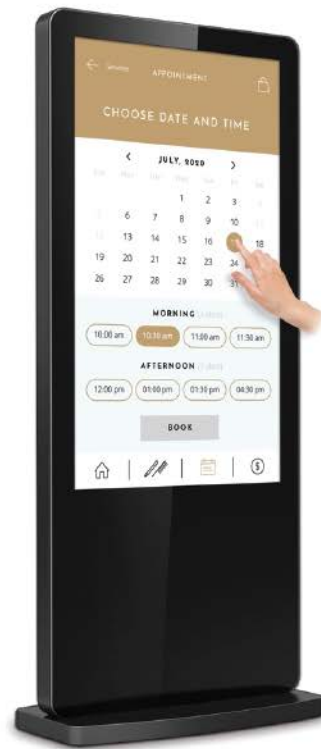 APPOINTMENT
CHOOSE DATE AND TIME
JULY, 2020
1 2 3
6 7 8 9 10
13 14 15 16 18
19 20 21 22 23 24
26 27 28 29 30 31
MORNING
10:00 am 10:30 am 11:00 am 11:30 am
AFTERNOON
12:00 pm 01:00 pm 01:30 pm 04:30 pm
BOOK
$